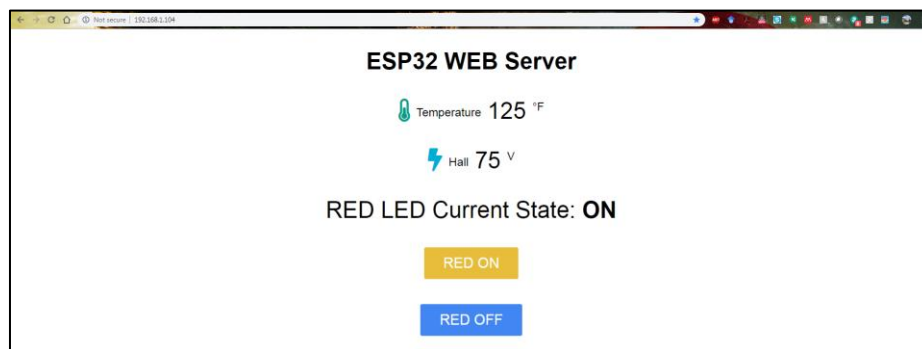 Not secure | 192.168.1.104
ESP32 WEB Server
Temperature 125 °F
Hall 75 V
RED LED Current State: ON
RED ON
RED OFF